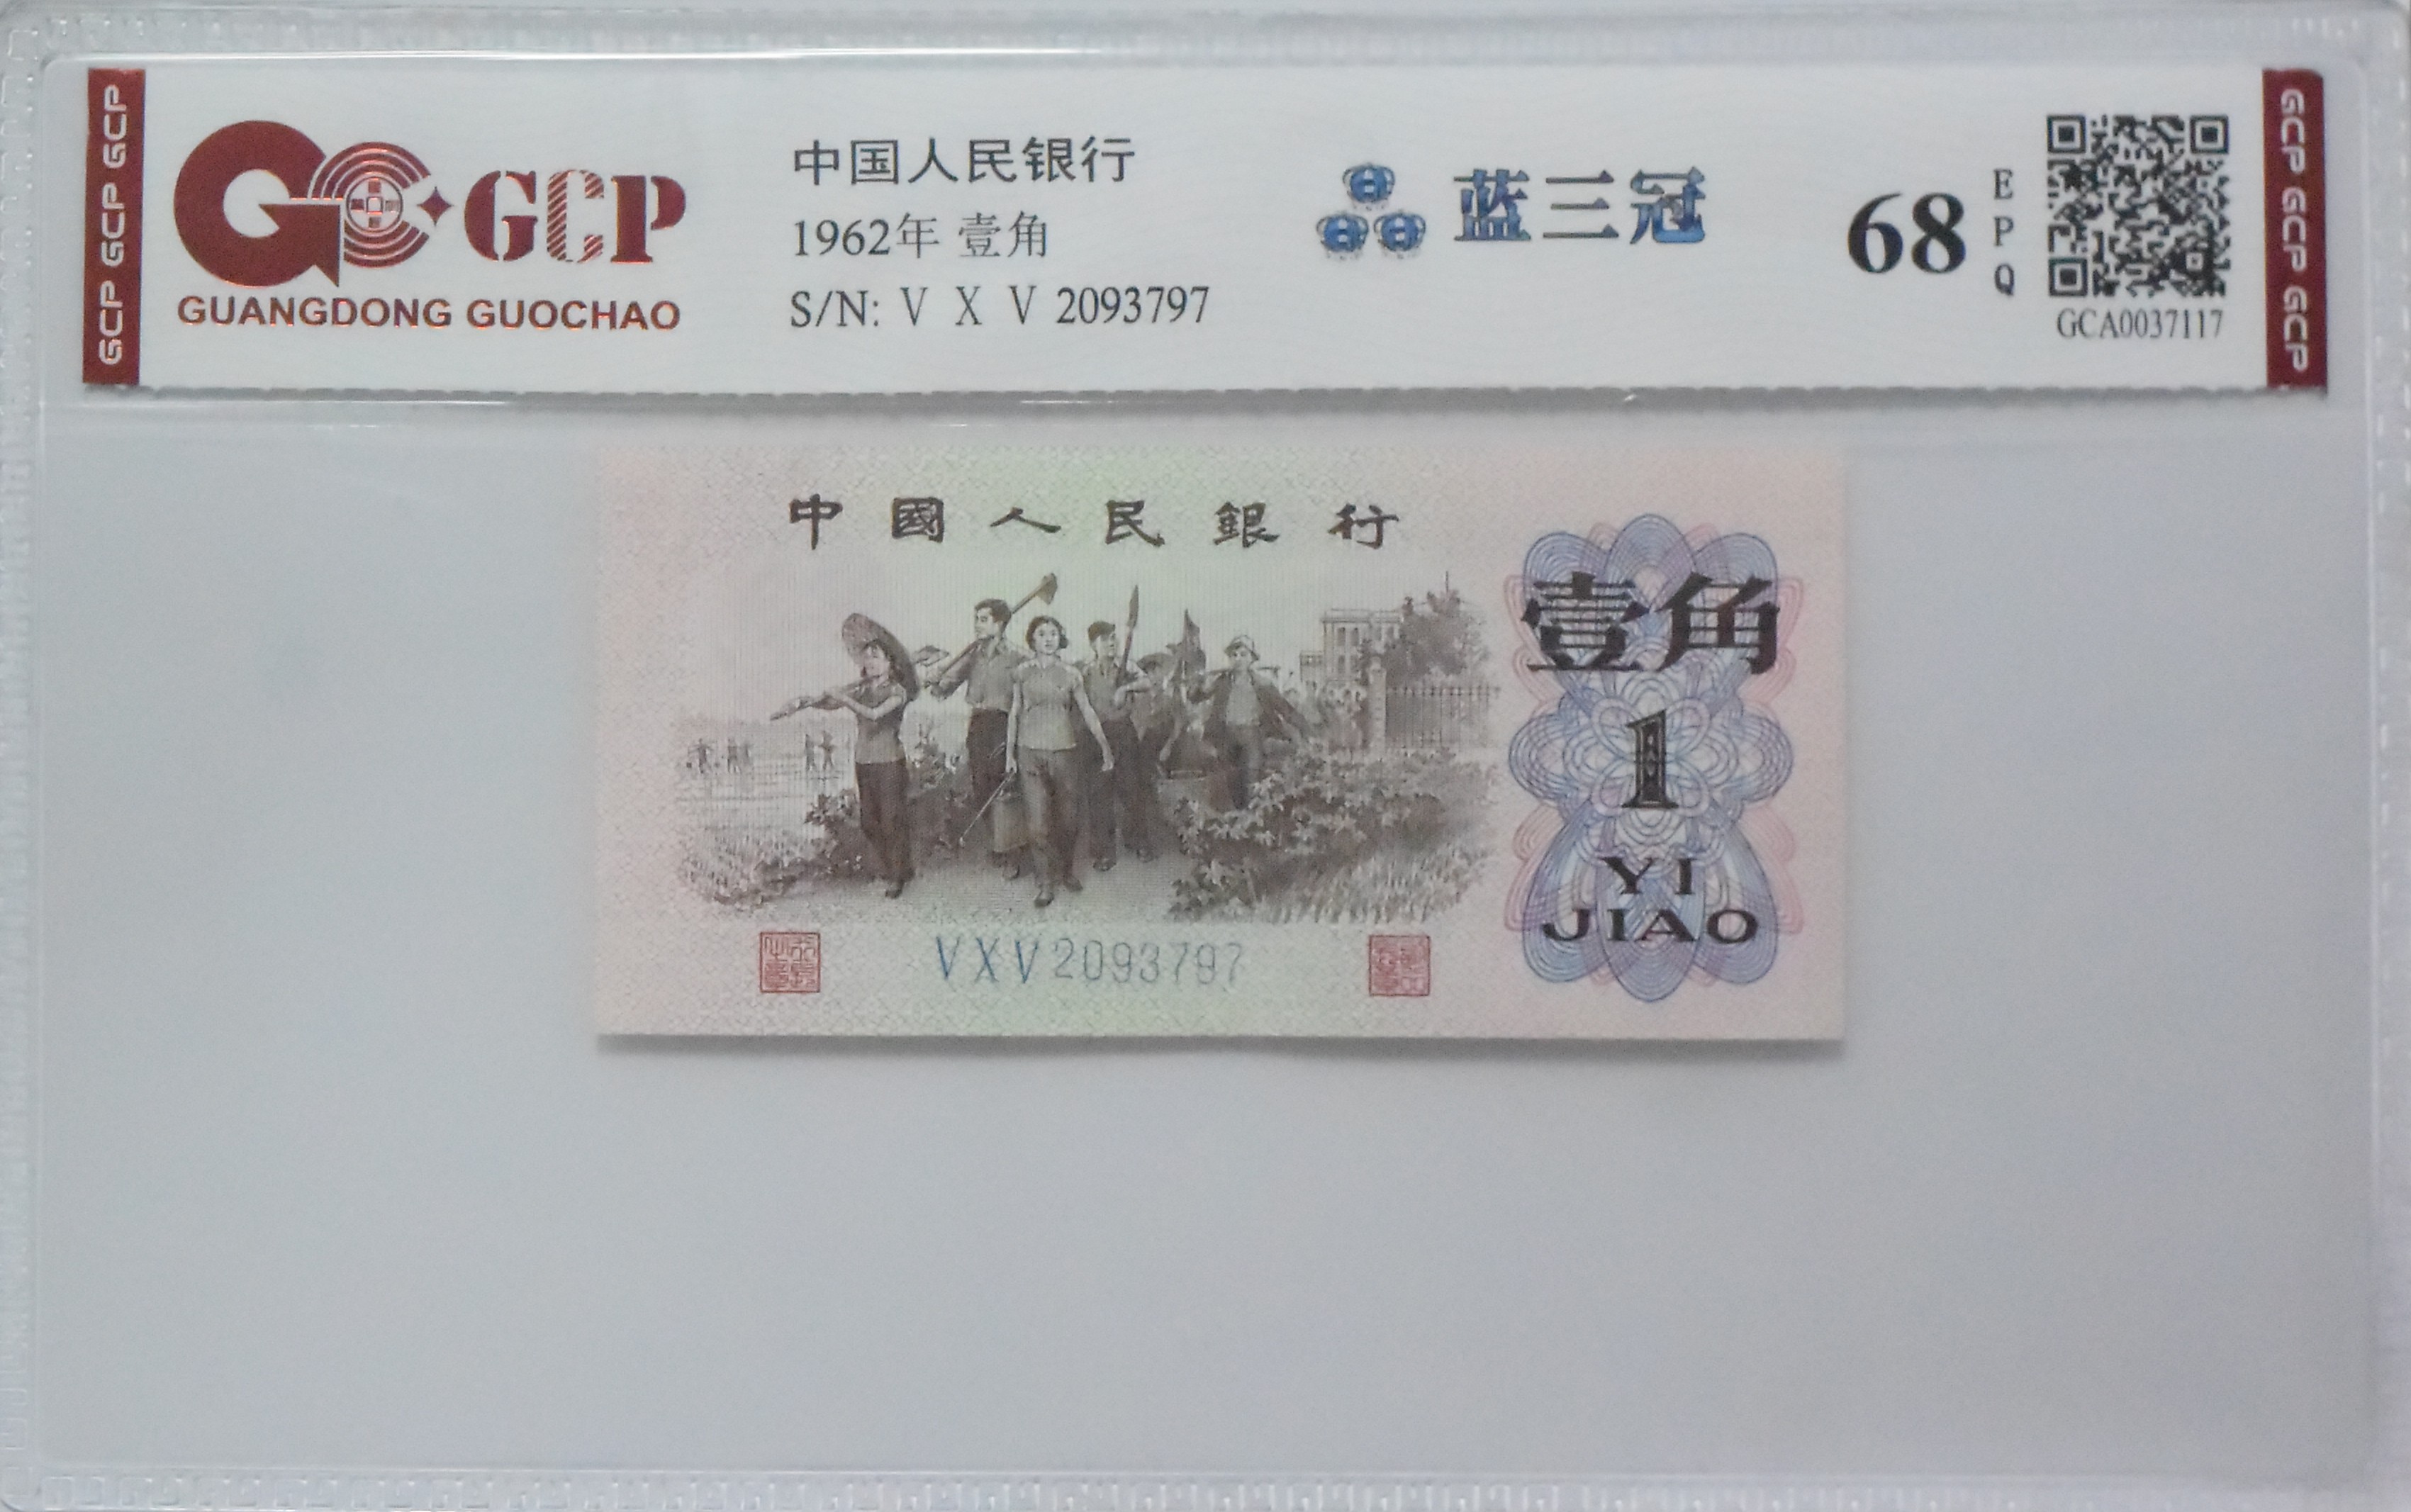 GCP GCP GCP
GCP
GUANGDONG GUOCHAO
中国人民银行
1962年 壹角
S/N: V X V 2093797
蓝三冠
68
EPQ
GCA0037117
GCP GCP GCP
中國人民銀行
壹角
1
YI
JIAO
VXV2093797